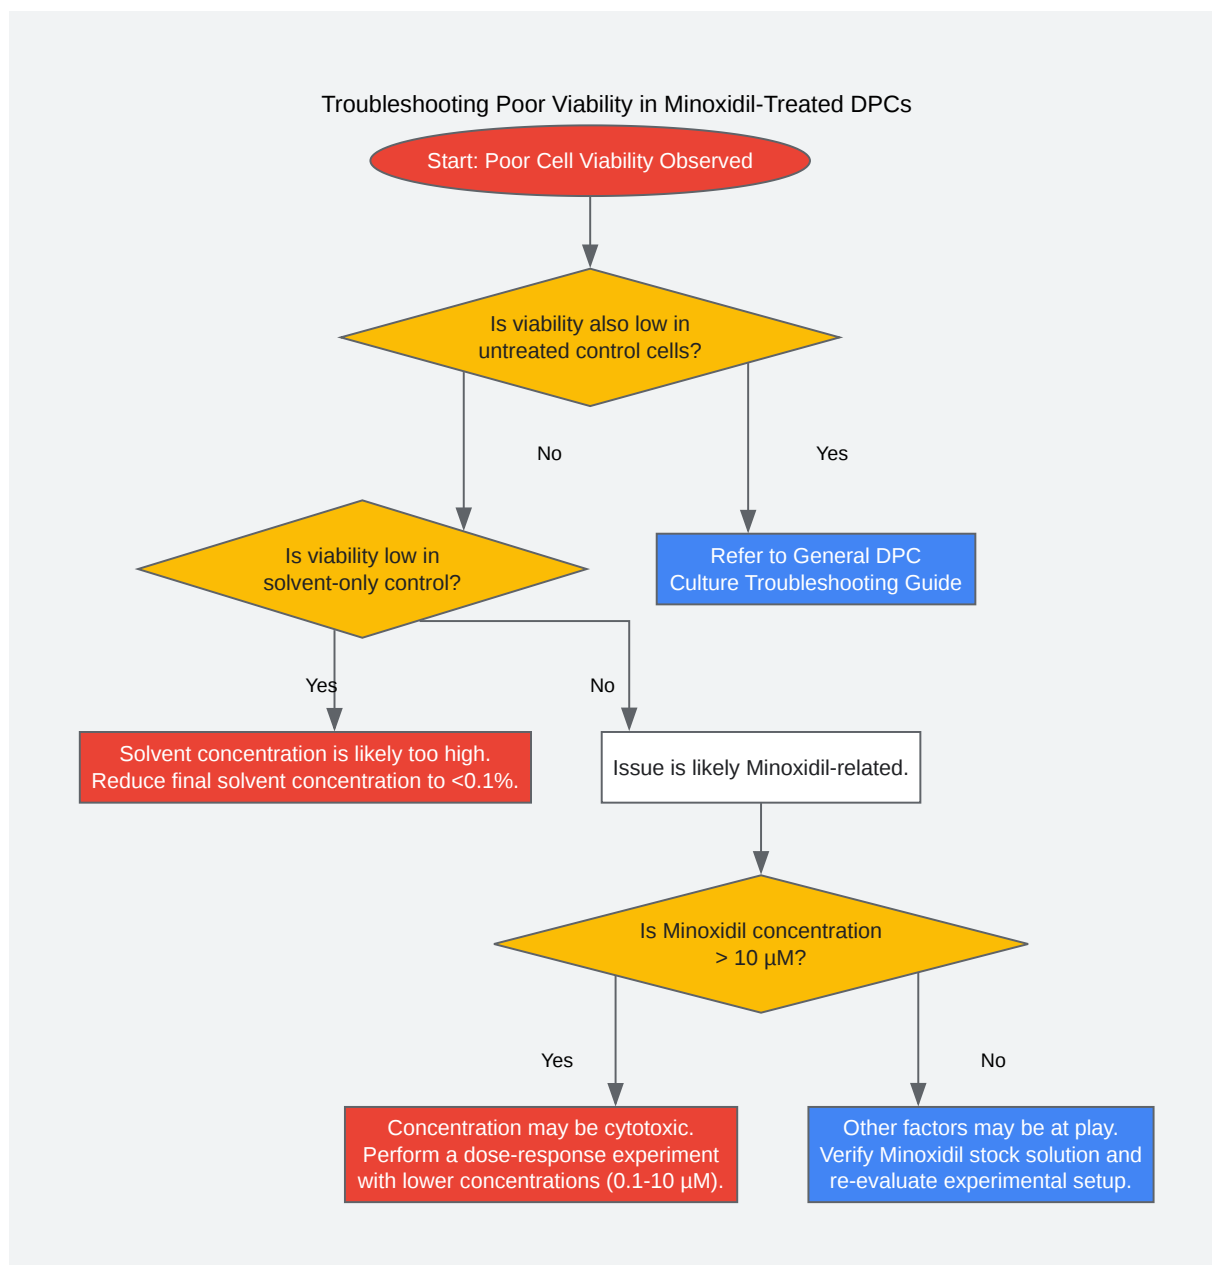 Troubleshooting Poor Viability in Minoxidil-Treated DPCs
Start: Poor Cell Viability Observed
Is viability also low in
untreated control cells?
No
Yes
Is viability low in
solvent-only control?
Refer to General DPC
Culture Troubleshooting Guide
Yes
No
Solvent concentration is likely too high.
Reduce final solvent concentration to <0.1%.
Issue is likely Minoxidil-related.
Is Minoxidil concentration
> 10 µM?
Yes
No
Concentration may be cytotoxic.
Perform a dose-response experiment
with lower concentrations (0.1-10 µM).
Other factors may be at play.
Verify Minoxidil stock solution and
re-evaluate experimental setup.